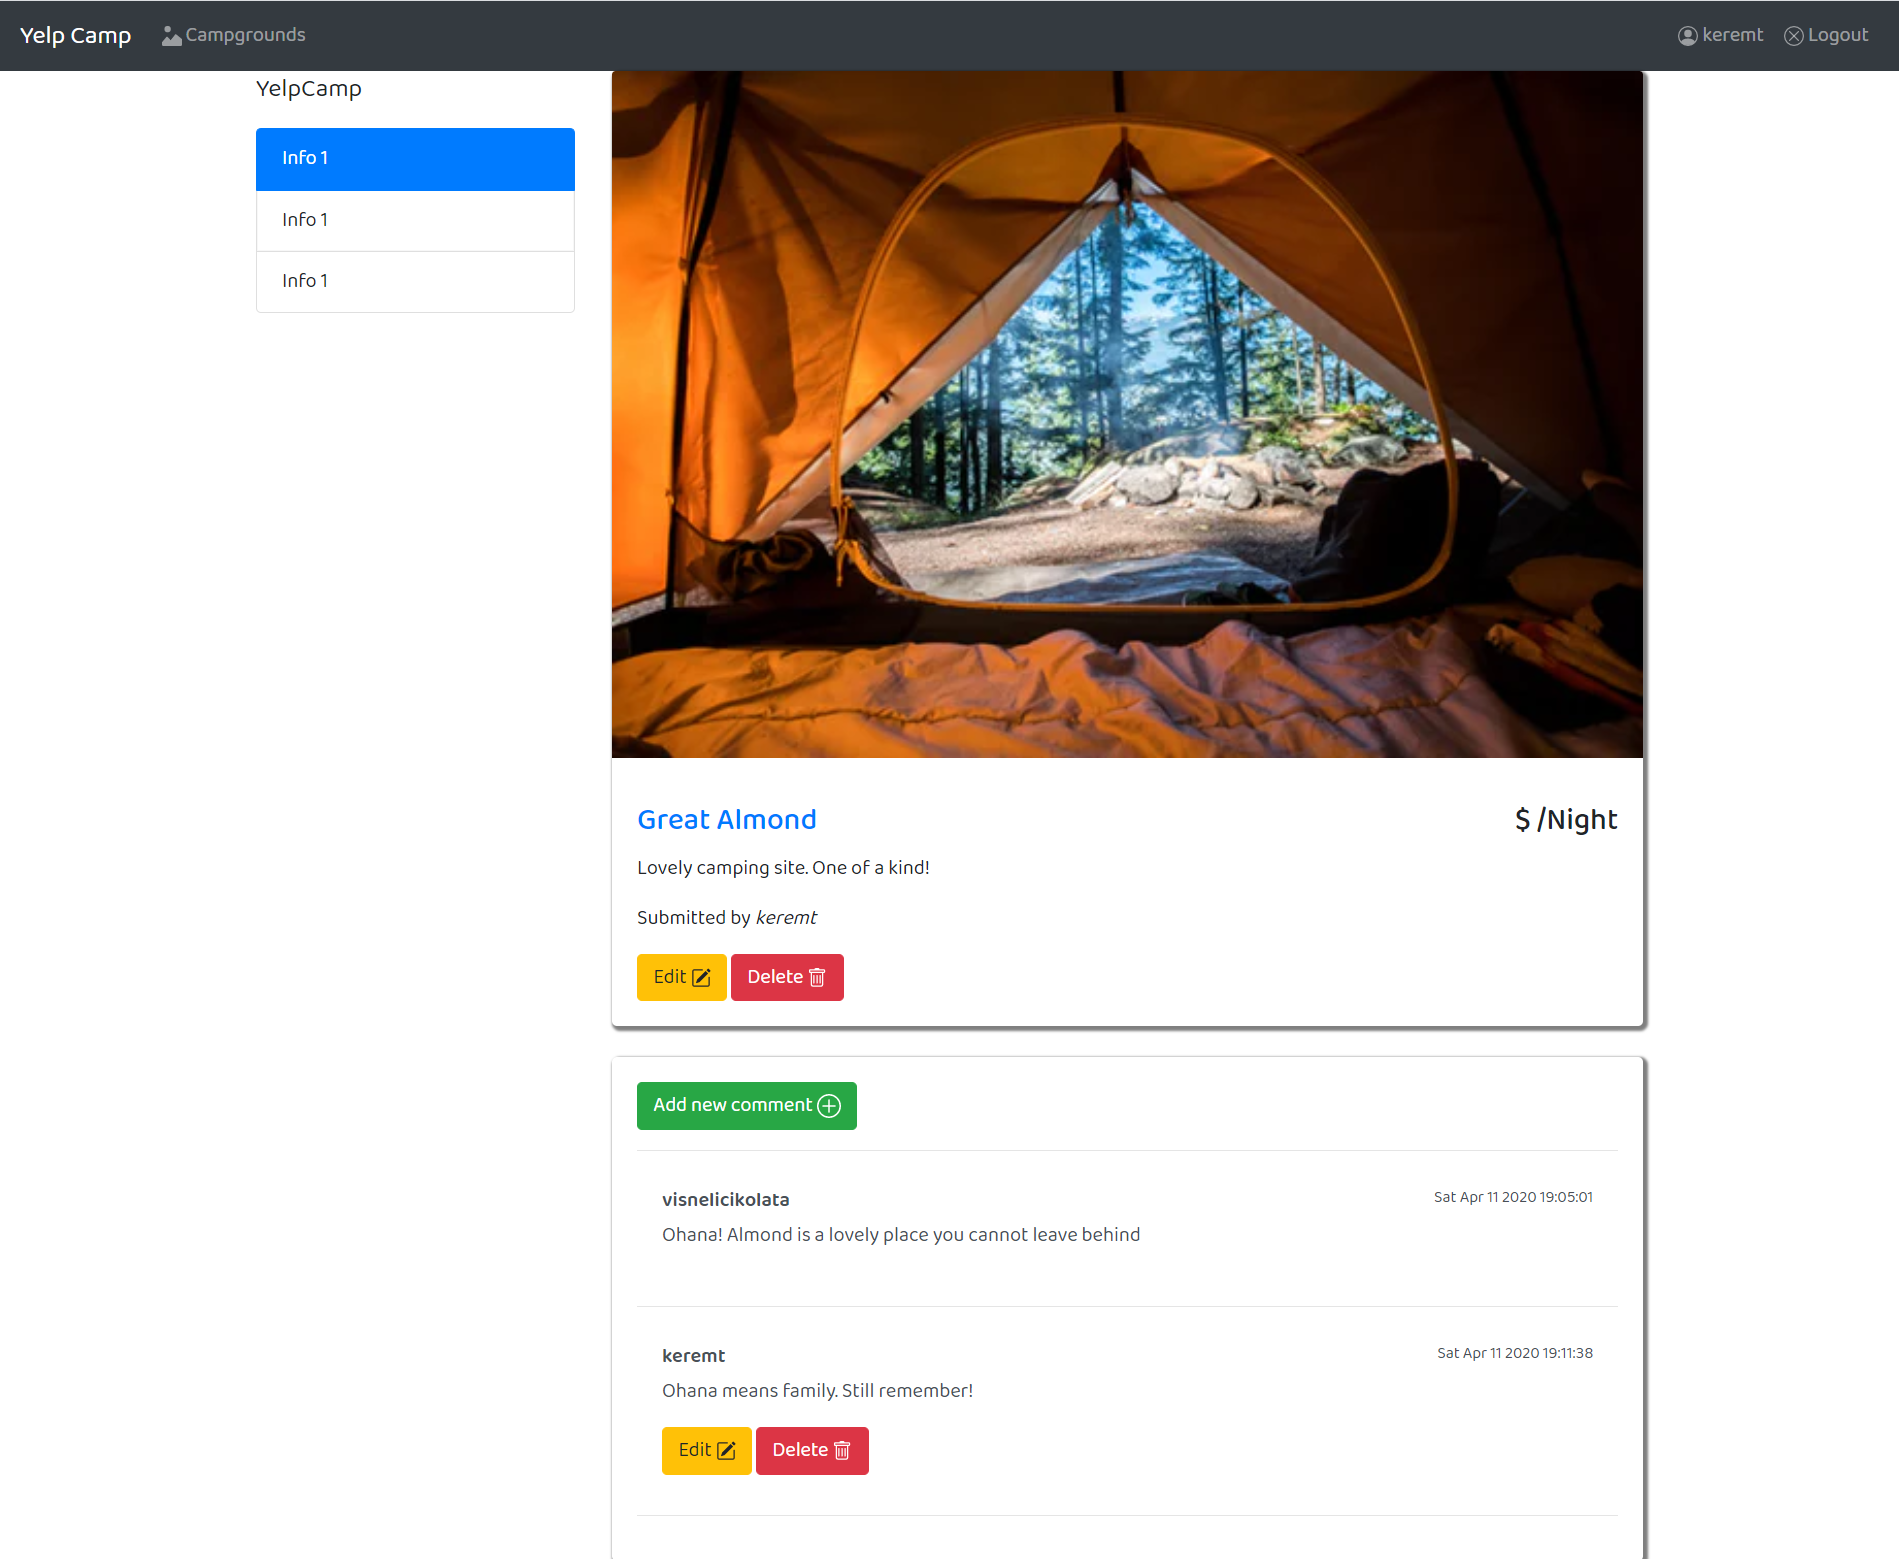 Yelp Camp Campgrounds keremt Logout
YelpCamp
Info 1
Info 1
Info 1
Great Almond $ /Night
Lovely camping site. One of a kind!
Submitted by keremt
Edit Delete
Add new comment
visnelicikolata Sat Apr 11 2020 19:05:01
Ohana! Almond is a lovely place you cannot leave behind
keremt Sat Apr 11 2020 19:11:38
Ohana means family. Still remember!
Edit Delete